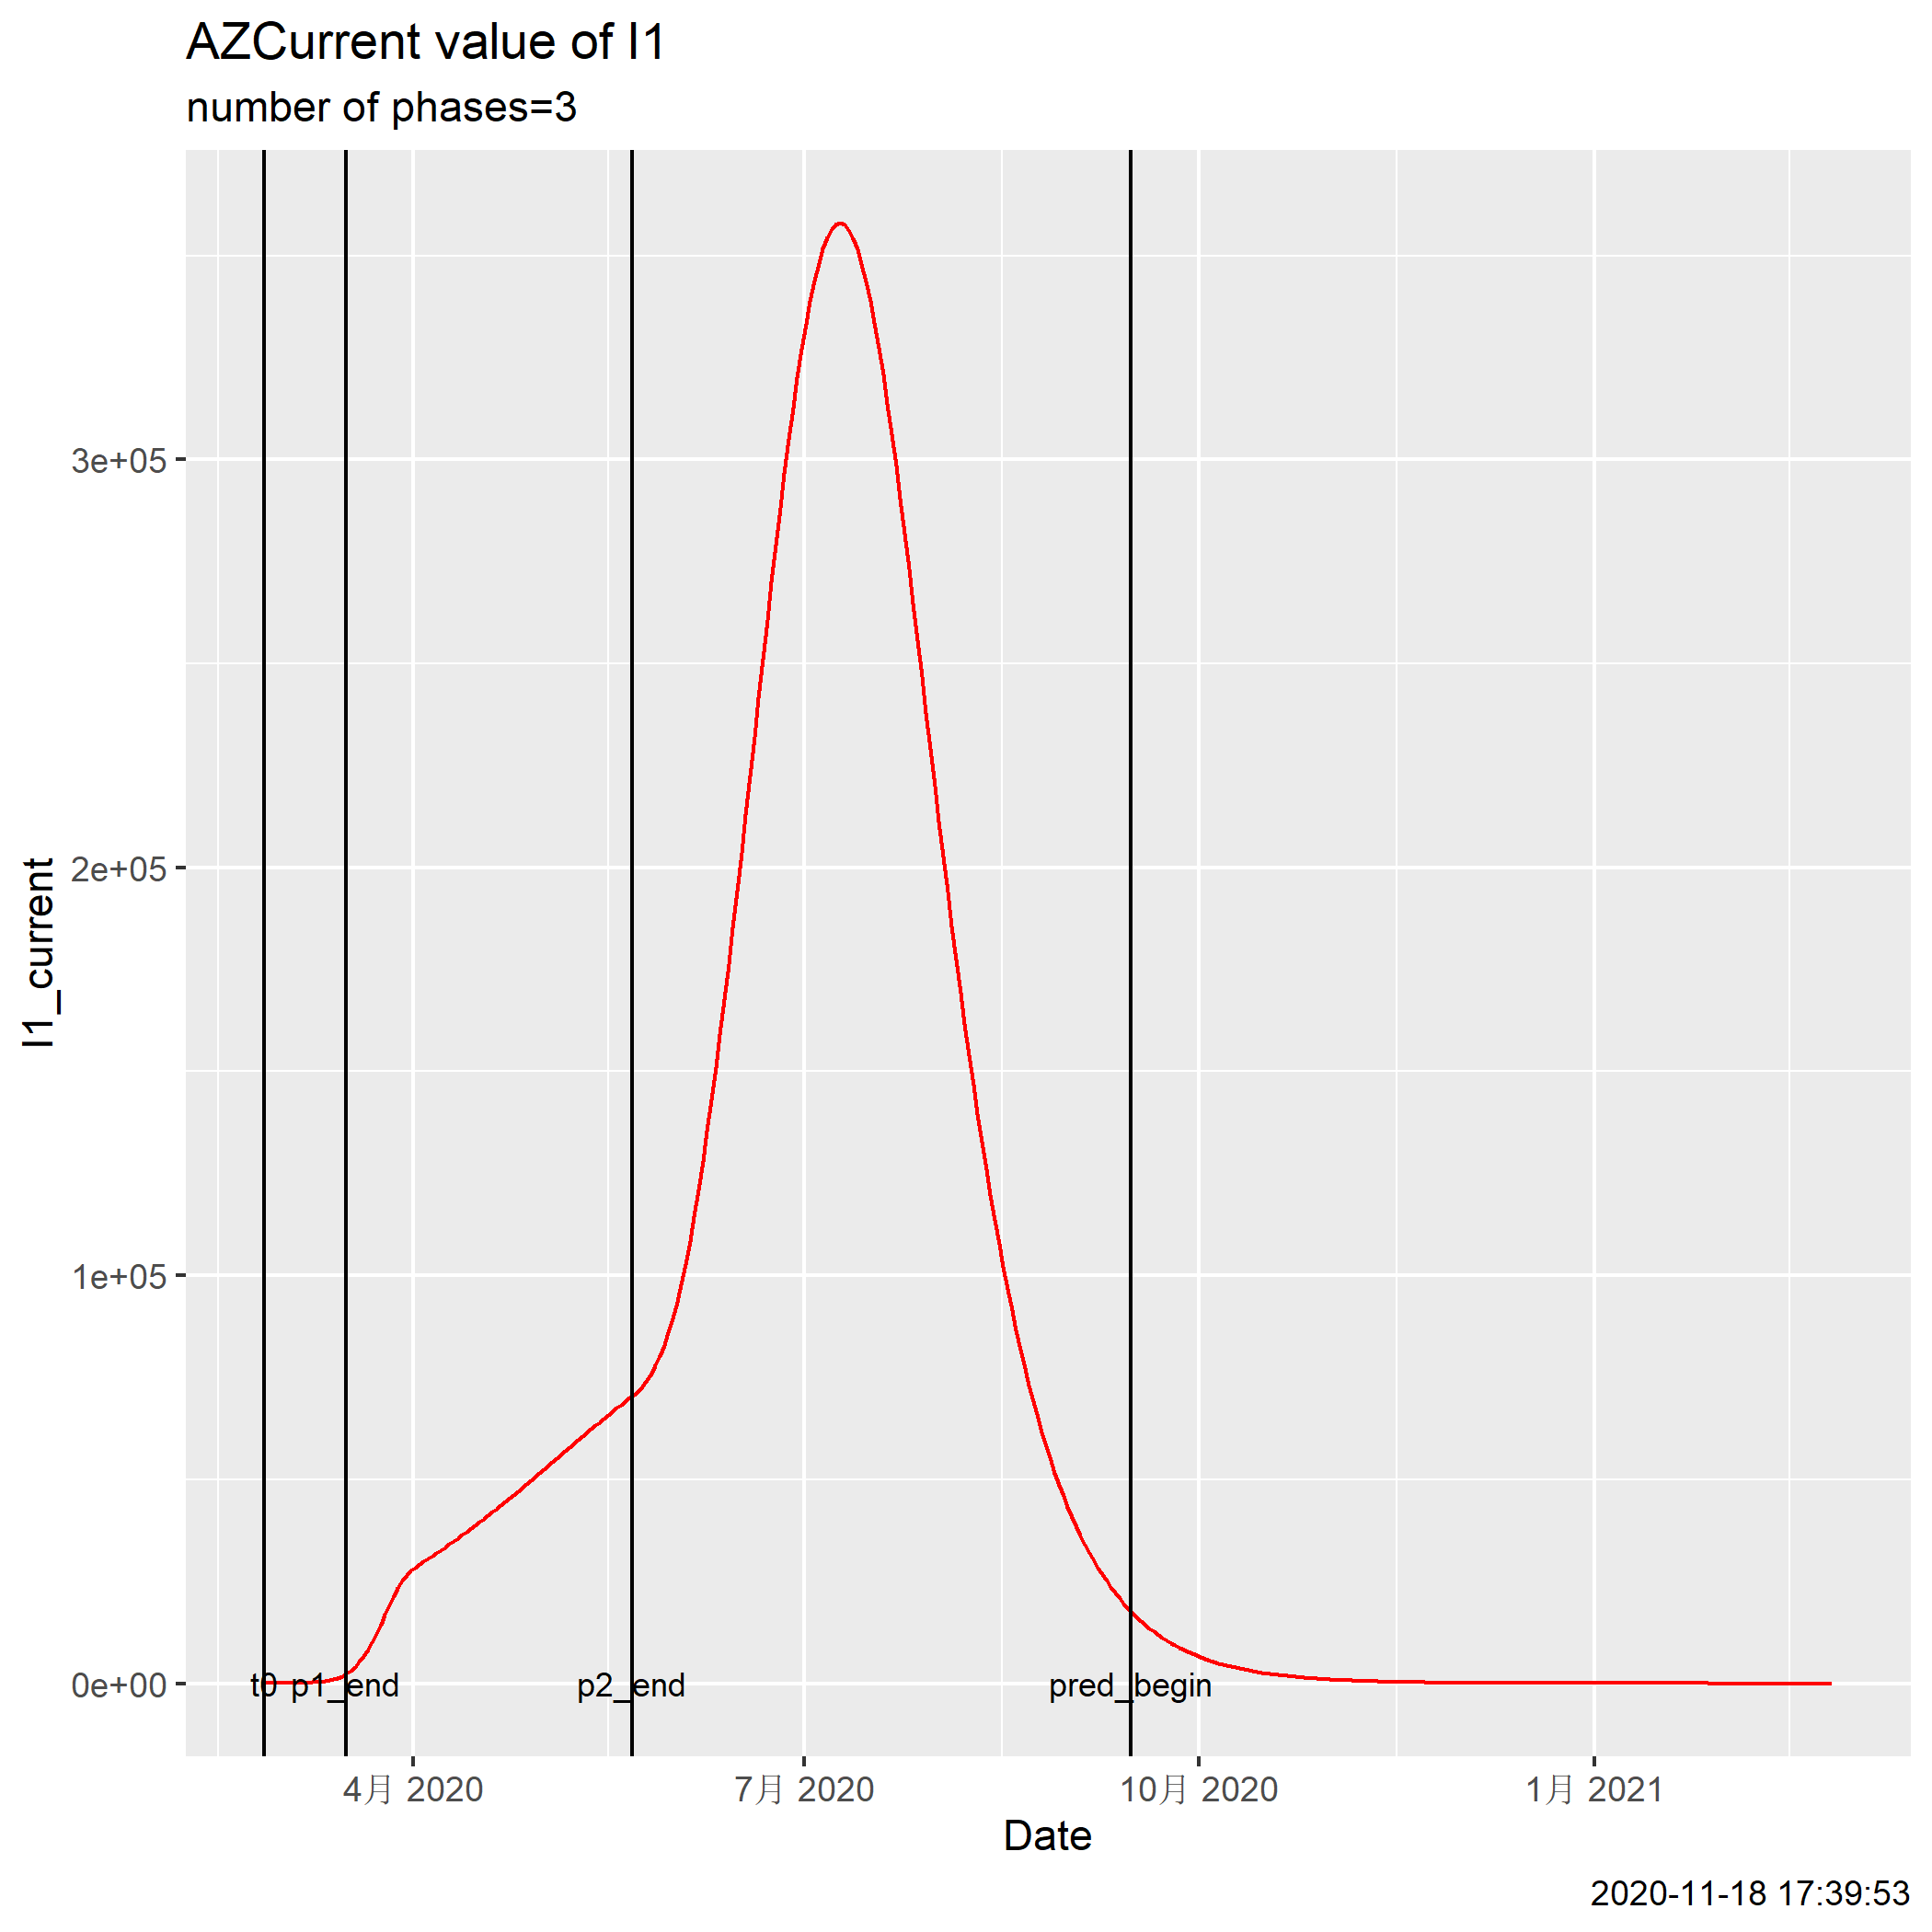 AZCurrent value of I1
number of phases=3
I1_current
3e+05
2e+05
1e+05
0e+00
t0 p1_end p2_end pred_begin
4月 2020 7月 2020 10月 2020 1月 2021
Date
2020-11-18 17:39:53